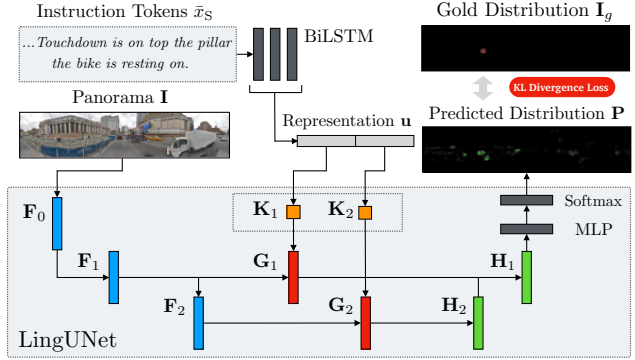 Instruction Tokens x̄S
...Touchdown is on top the pillar
the bike is resting on.
BiLSTM
Gold Distribution Ig
KL Divergence Loss
Panorama I
Representation u
Predicted Distribution P
F0
K1
K2
Softmax
MLP
F1
G1
H1
F2
G2
H2
LingUNet